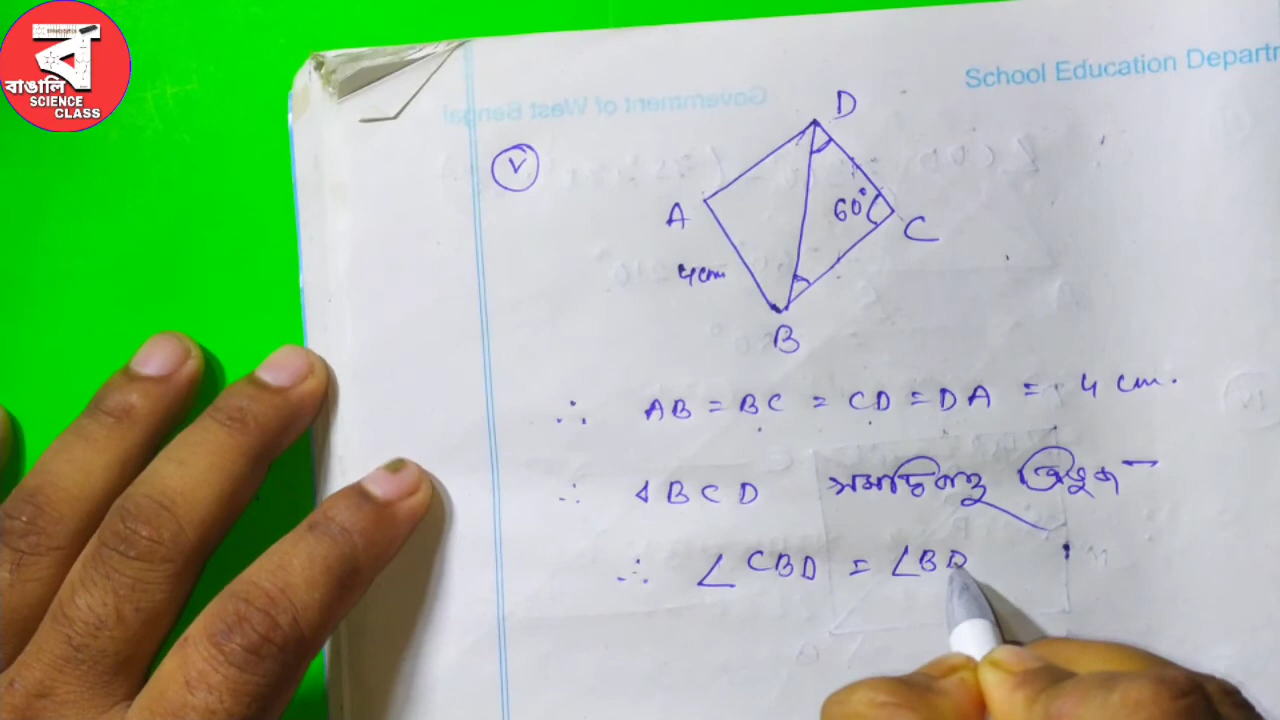 ব
বাঙালি
SCIENCE
CLASS
School Education Departm
Government of West Bengal
V
D
A
60°
C
4cm
B
∴ AB = BC = CD = DA = 4 cm.
∴ ΔBCD সমদ্বিবাহু ত্রিভুজ
∴ ∠CBD = ∠BD